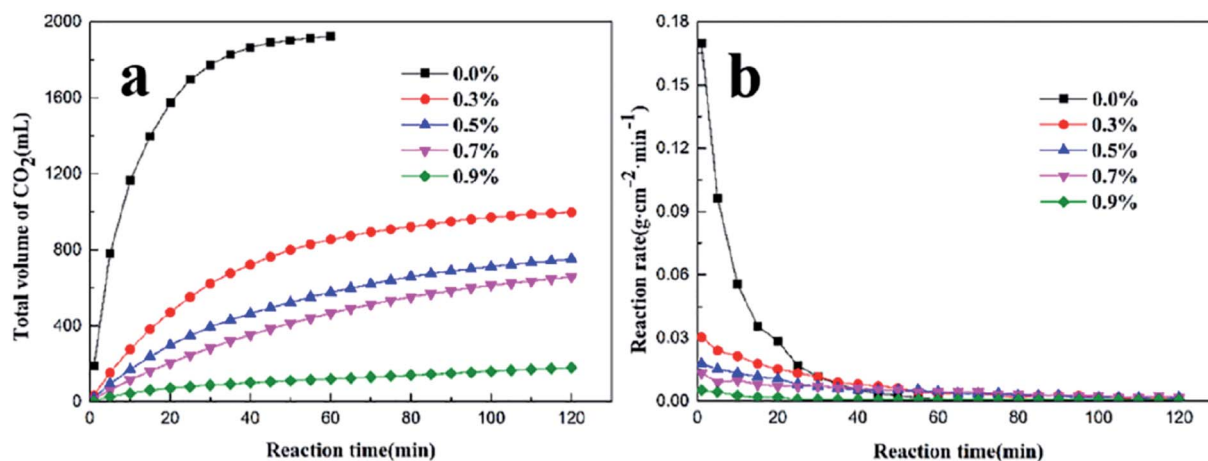 a
Total volume of CO₂(mL)
2000
1600
1200
800
400
0
0 20 40 60 80 100 120
Reaction time(min)
0.0%
0.3%
0.5%
0.7%
0.9%
b
Reaction rate(g·cm⁻²·min⁻¹)
0.18
0.15
0.12
0.09
0.06
0.03
0.00
0 20 40 60 80 100 120
Reaction time(min)
0.0%
0.3%
0.5%
0.7%
0.9%